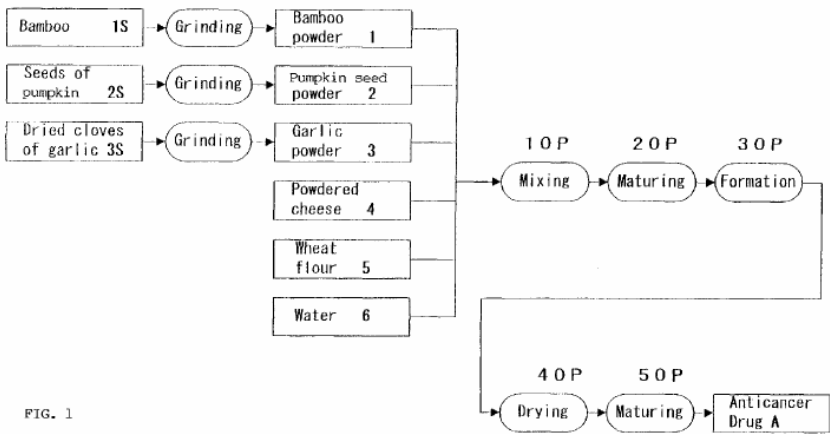 Bamboo 1S
Grinding
Bamboo
powder 1
Seeds of
pumpkin 2S
Grinding
Pumpkin seed
powder 2
Dried cloves
of garlic 3S
Grinding
Garlic
powder 3
Powdered
cheese 4
Wheat
flour 5
Water 6
10P
Mixing
20P
Maturing
30P
Formation
40P
Drying
50P
Maturing
Anticancer
Drug A
FIG. 1